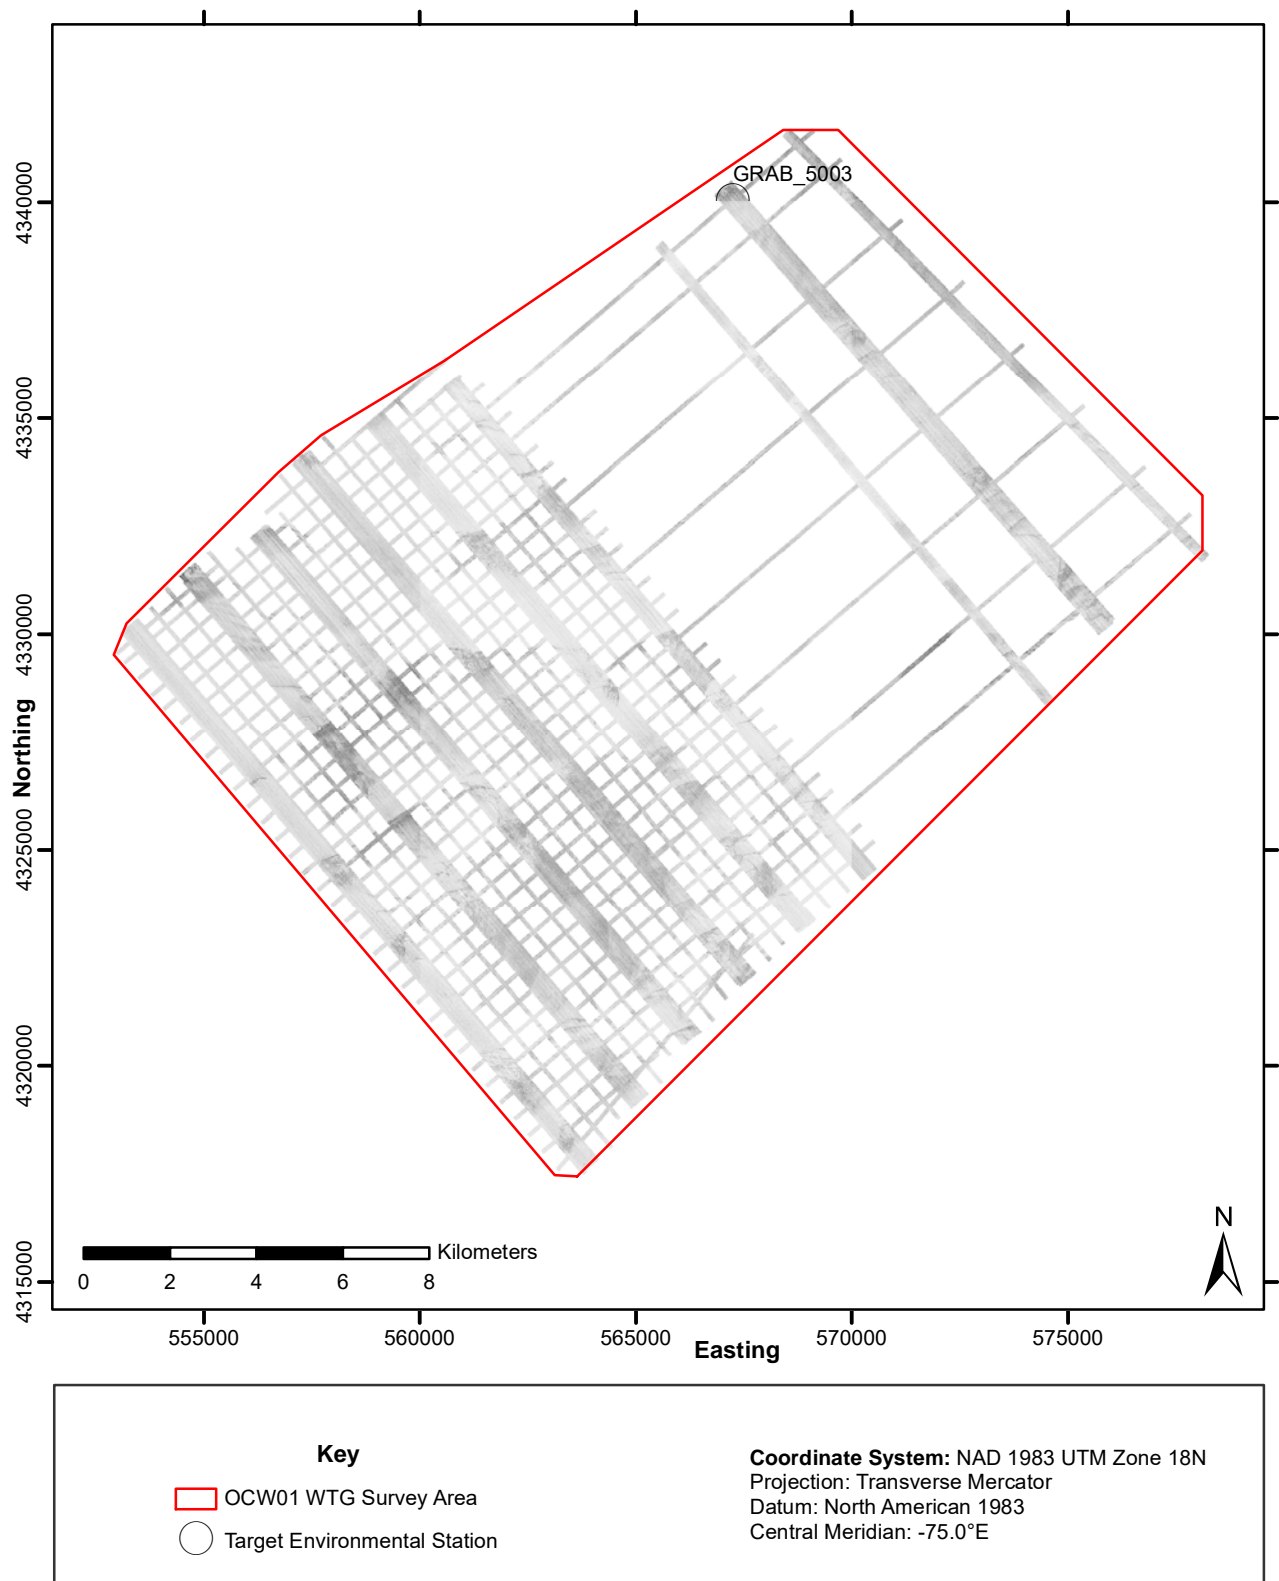 GRAB_5003
4340000
4335000
4330000
4325000
4320000
4315000
Northing
N
Kilometers
0 2 4 6 8
555000 560000 565000 570000 575000
Easting
Key
OCW01 WTG Survey Area
Target Environmental Station
Coordinate System: NAD 1983 UTM Zone 18N
Projection: Transverse Mercator
Datum: North American 1983
Central Meridian: -75.0°E